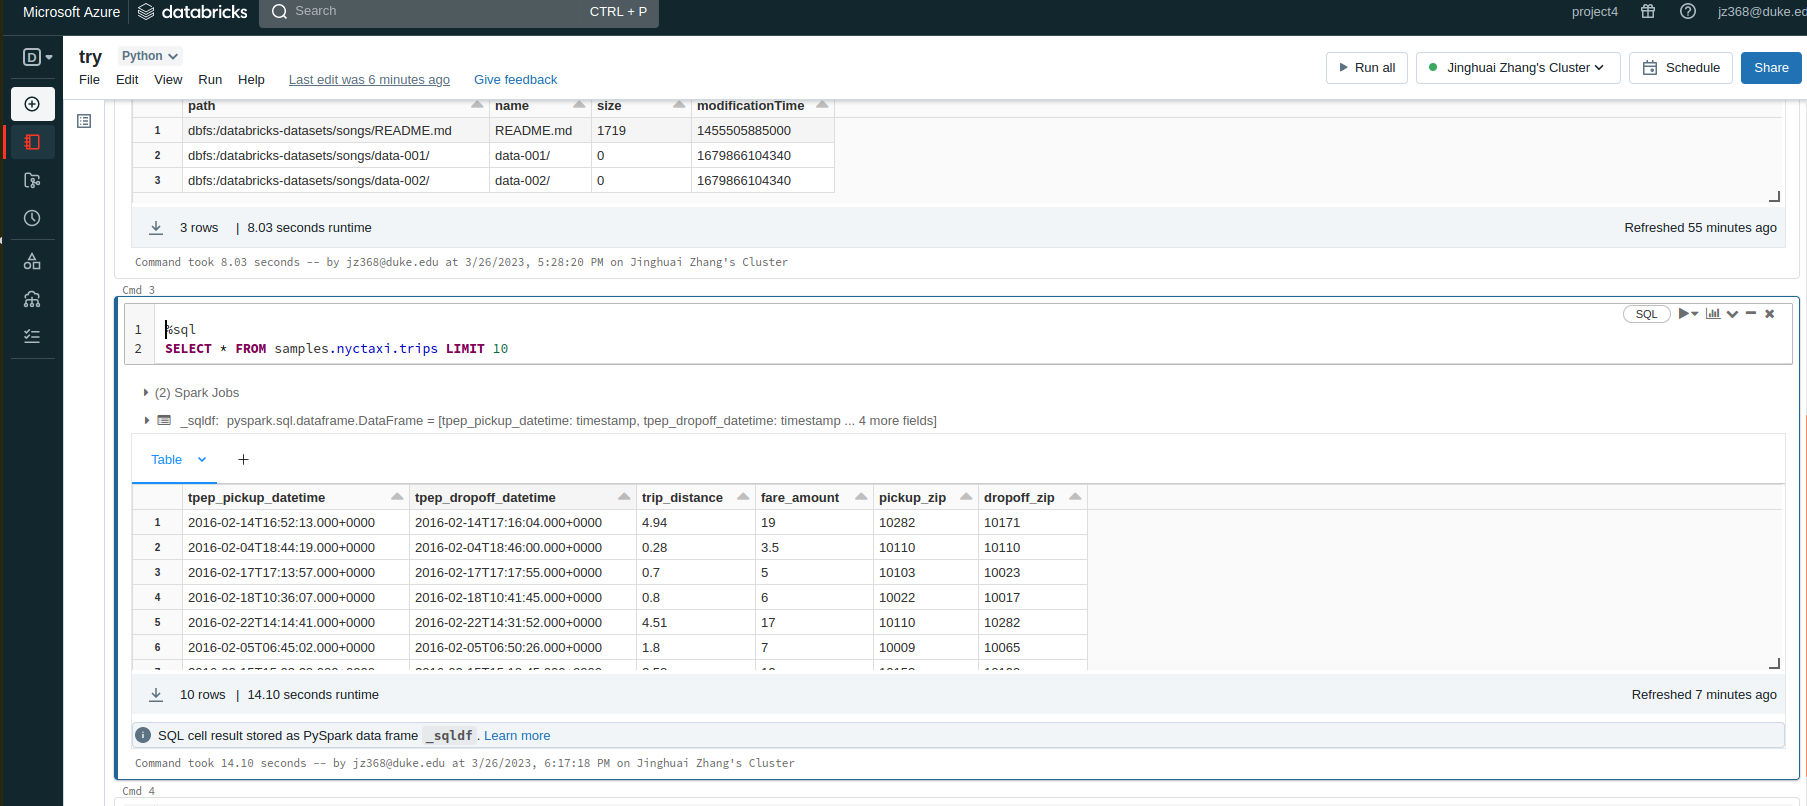 Microsoft Azure databricks Search CTRL + P project4 jz368@duke.ed
D try Python
File Edit View Run Help Last edit was 6 minutes ago Give feedback Run all Jinghuai Zhang's Cluster Schedule Share
path name size modificationTime
1 dbfs:/databricks-datasets/songs/README.md README.md 1719 1455505885000
2 dbfs:/databricks-datasets/songs/data-001/ data-001/ 0 1679866104340
3 dbfs:/databricks-datasets/songs/data-002/ data-002/ 0 1679866104340
3 rows | 8.03 seconds runtime Refreshed 55 minutes ago
Command took 8.03 seconds -- by jz368@duke.edu at 3/26/2023, 5:28:20 PM on Jinghuai Zhang's Cluster
Cmd 3
SQL
1 %sql
2 SELECT * FROM samples.nyctaxi.trips LIMIT 10
(2) Spark Jobs
_sqldf: pyspark.sql.dataframe.DataFrame = [tpep_pickup_datetime: timestamp, tpep_dropoff_datetime: timestamp ... 4 more fields]
Table +
tpep_pickup_datetime tpep_dropoff_datetime trip_distance fare_amount pickup_zip dropoff_zip
1 2016-02-14T16:52:13.000+0000 2016-02-14T17:16:04.000+0000 4.94 19 10282 10171
2 2016-02-04T18:44:19.000+0000 2016-02-04T18:46:00.000+0000 0.28 3.5 10110 10110
3 2016-02-17T17:13:57.000+0000 2016-02-17T17:17:55.000+0000 0.7 5 10103 10023
4 2016-02-18T10:36:07.000+0000 2016-02-18T10:41:45.000+0000 0.8 6 10022 10017
5 2016-02-22T14:14:41.000+0000 2016-02-22T14:31:52.000+0000 4.51 17 10110 10282
6 2016-02-05T06:45:02.000+0000 2016-02-05T06:50:26.000+0000 1.8 7 10009 10065
10 rows | 14.10 seconds runtime Refreshed 7 minutes ago
SQL cell result stored as PySpark data frame _sqldf . Learn more
Command took 14.10 seconds -- by jz368@duke.edu at 3/26/2023, 6:17:18 PM on Jinghuai Zhang's Cluster
Cmd 4